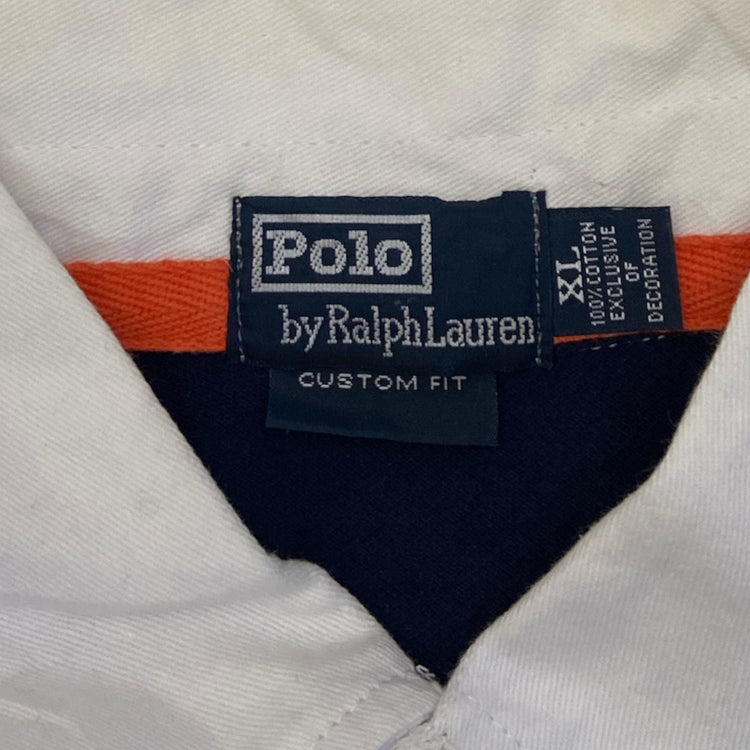 Polo
by Ralph Lauren
CUSTOM FIT
XL
100% COTTON
EXCLUSIVE
OF
DECORATION